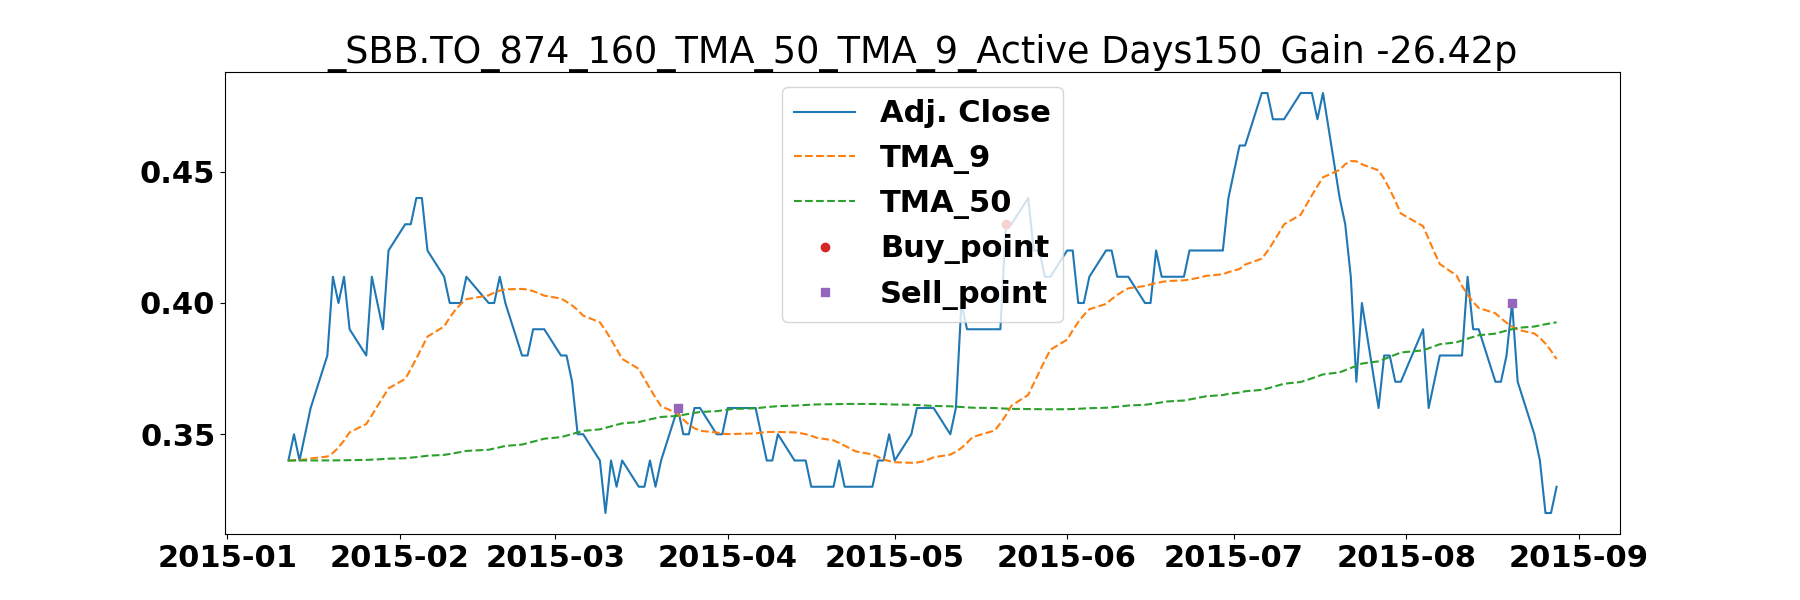 _SBB.TO_874_160_TMA_50_TMA_9_Active Days150_Gain -26.42p
Adj. Close
TMA_9
TMA_50
Buy_point
Sell_point
0.45
0.40
0.35
2015-01 2015-02 2015-03 2015-04 2015-05 2015-06 2015-07 2015-08 2015-09